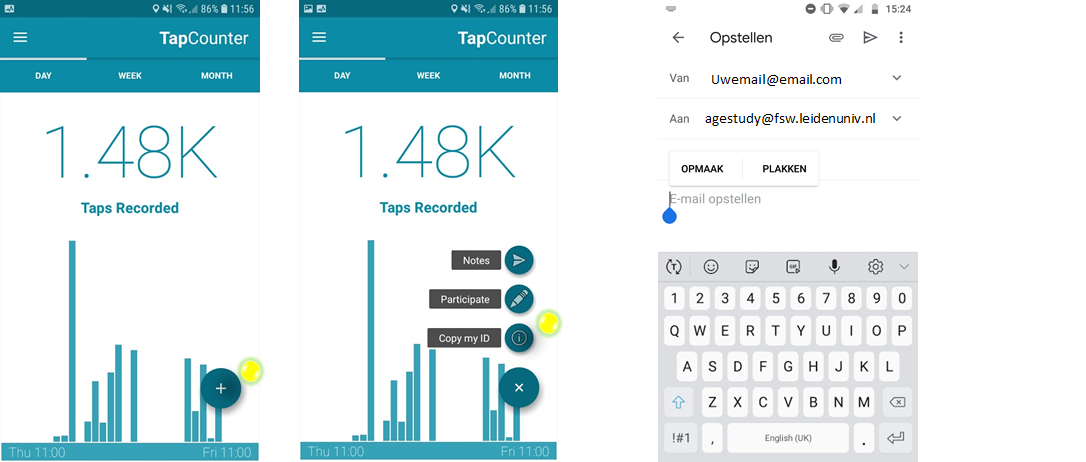 86% 11:56
TapCounter
DAY WEEK MONTH
1.48K
Taps Recorded
Thu 11:00 Fri 11:00
86% 11:56
TapCounter
DAY WEEK MONTH
1.48K
Taps Recorded
Notes
Participate
Copy my ID
Thu 11:00 Fri 11:00
15:24
Opstellen
Van Uwemail@email.com
Aan agestudy@fsw.leidenuniv.nl
OPMAAK PLAKKEN
E-mail opstellen
1 2 3 4 5 6 7 8 9 0
Q W E R T Y U I O P
A S D F G H J K L
Z X C V B N M
!#1 , English (UK) .